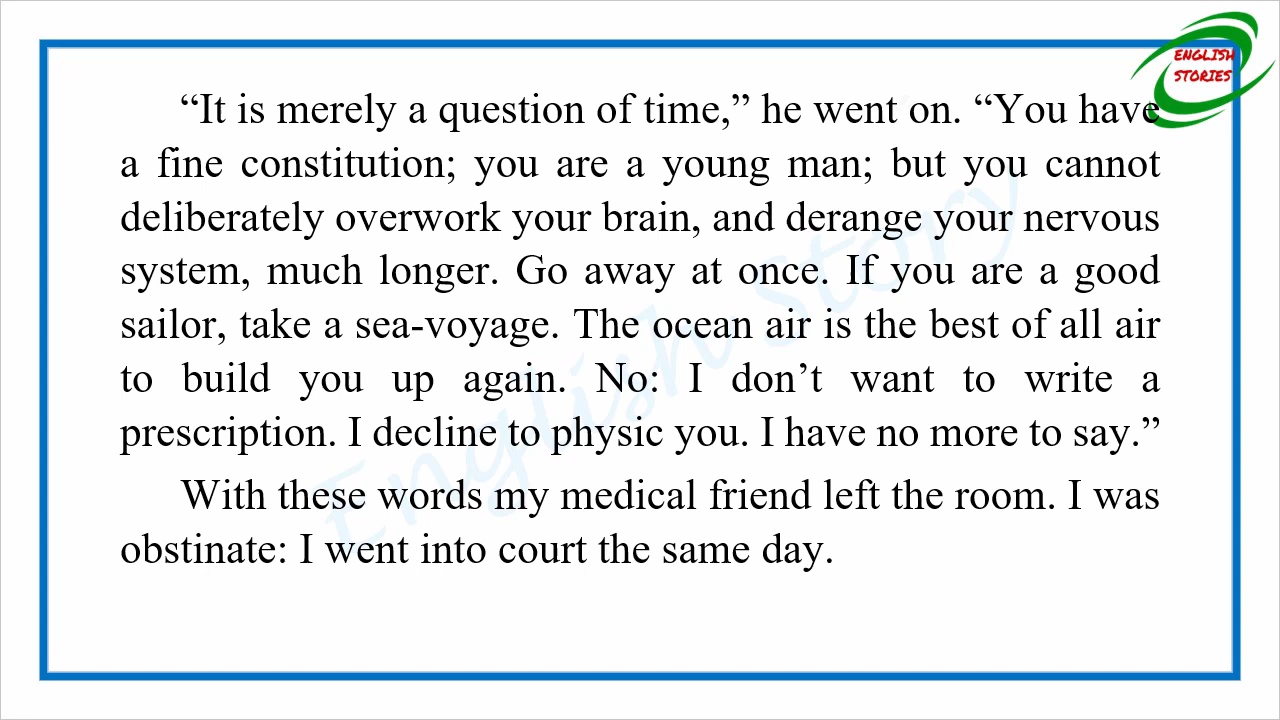 ENGLISH
STORIES
“It is merely a question of time,” he went on. “You have
a fine constitution; you are a young man; but you cannot
deliberately overwork your brain, and derange your nervous
system, much longer. Go away at once. If you are a good
sailor, take a sea-voyage. The ocean air is the best of all air
to build you up again. No: I don’t want to write a
prescription. I decline to physic you. I have no more to say.”
With these words my medical friend left the room. I was
obstinate: I went into court the same day.
English Story